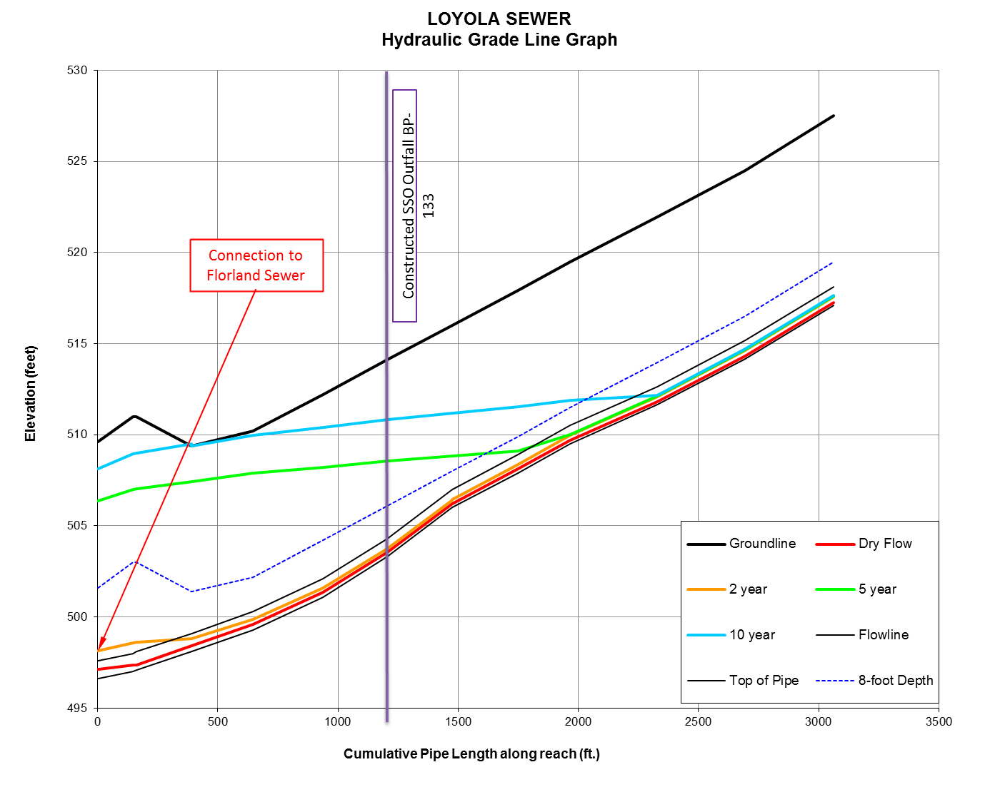 LOYOLA SEWER
Hydraulic Grade Line Graph
530
525
520
515
510
505
500
495
Elevation (feet)
Connection to
Florland Sewer
Constructed SSO Outfall BP-
133
Groundline
Dry Flow
2 year
5 year
10 year
Flowline
Top of Pipe
8-foot Depth
0
500
1000
1500
2000
2500
3000
3500
Cumulative Pipe Length along reach (ft.)